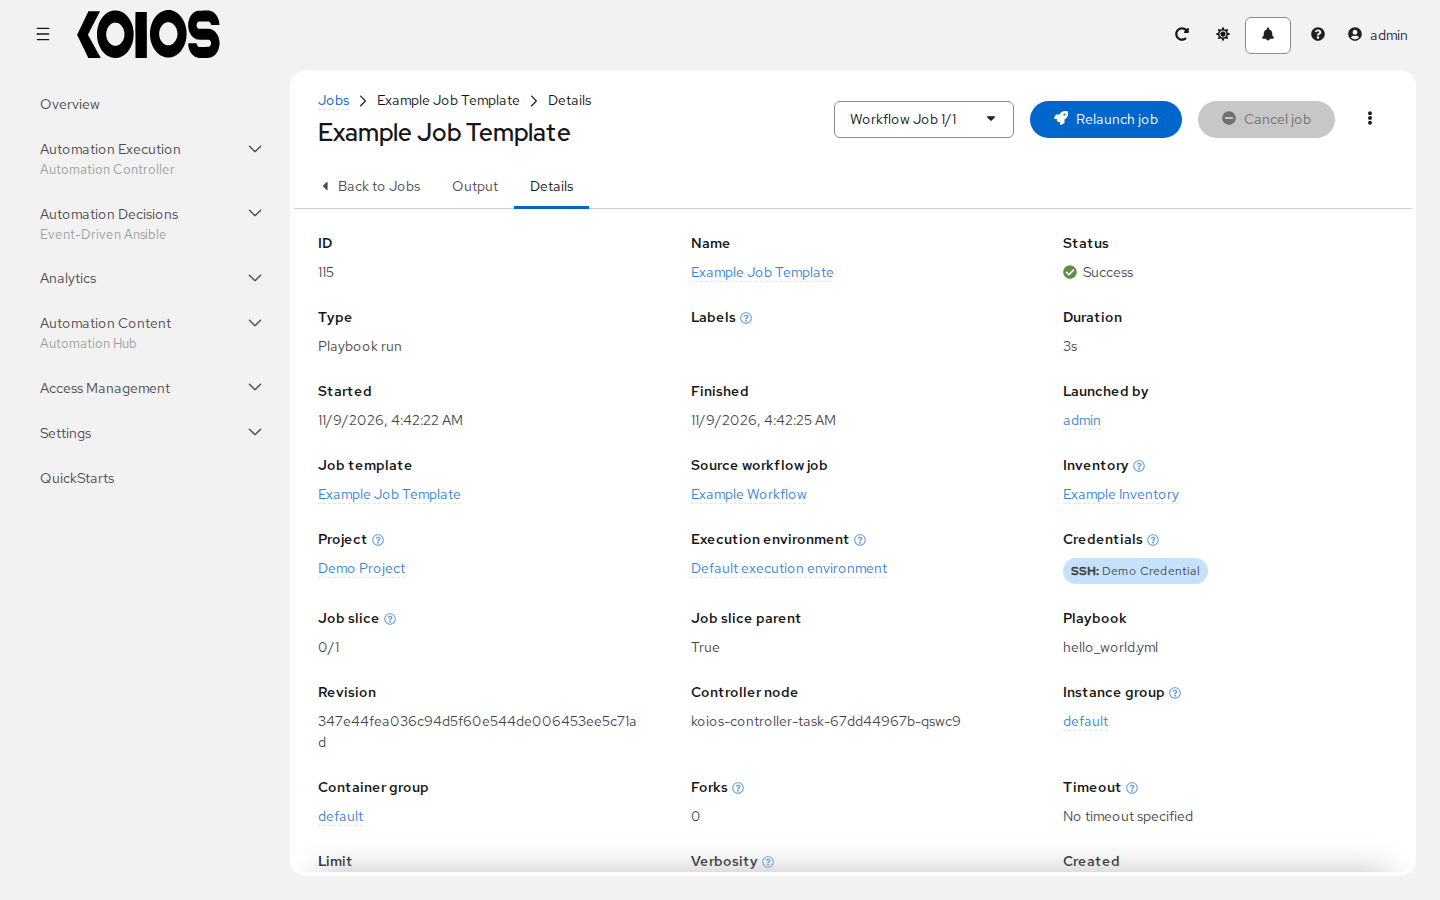 KOIOS
admin
Overview
Automation Execution
Automation Controller
Automation Decisions
Event-Driven Ansible
Analytics
Automation Content
Automation Hub
Access Management
Settings
QuickStarts
Jobs Example Job Template Details
Example Job Template
Workflow Job 1/1
Relaunch job
Cancel job
Back to Jobs Output Details
ID Name Status
115 Example Job Template Success
Type Labels Duration
Playbook run 3s
Started Finished Launched by
11/9/2026, 4:42:22 AM 11/9/2026, 4:42:25 AM admin
Job template Source workflow job Inventory
Example Job Template Example Workflow Example Inventory
Project Execution environment Credentials
Demo Project Default execution environment SSH: Demo Credential
Job slice Job slice parent Playbook
0/1 True hello_world.yml
Revision Controller node Instance group
347e44fea036c94d5f60e544de006453ee5c71a koios-controller-task-67dd44967b-qswc9 default
d
Container group Forks Timeout
default 0 No timeout specified
Limit Verbosity Created